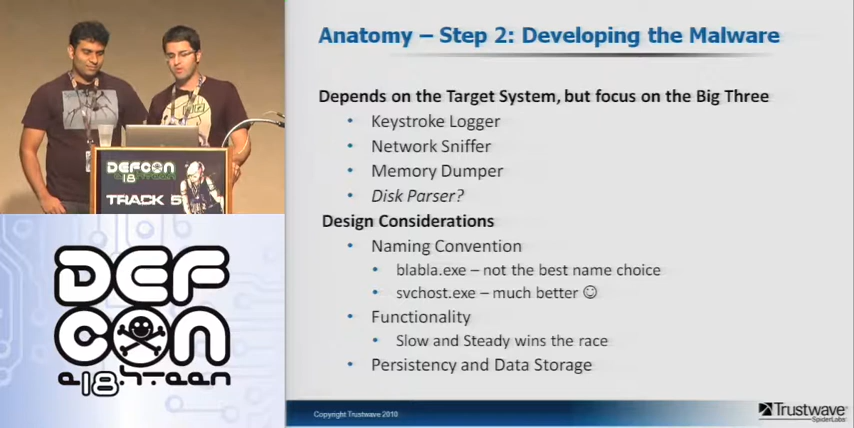 Anatomy – Step 2: Developing the Malware
Depends on the Target System, but focus on the Big Three
• Keystroke Logger
• Network Sniffer
• Memory Dumper
• Disk Parser?
Design Considerations
• Naming Convention
• blabla.exe – not the best name choice
• svchost.exe – much better ☺
• Functionality
• Slow and Steady wins the race
• Persistency and Data Storage
DEFCON
18
TRACK 5
DEF
CON
Copyright Trustwave 2010
Trustwave
SpiderLabs